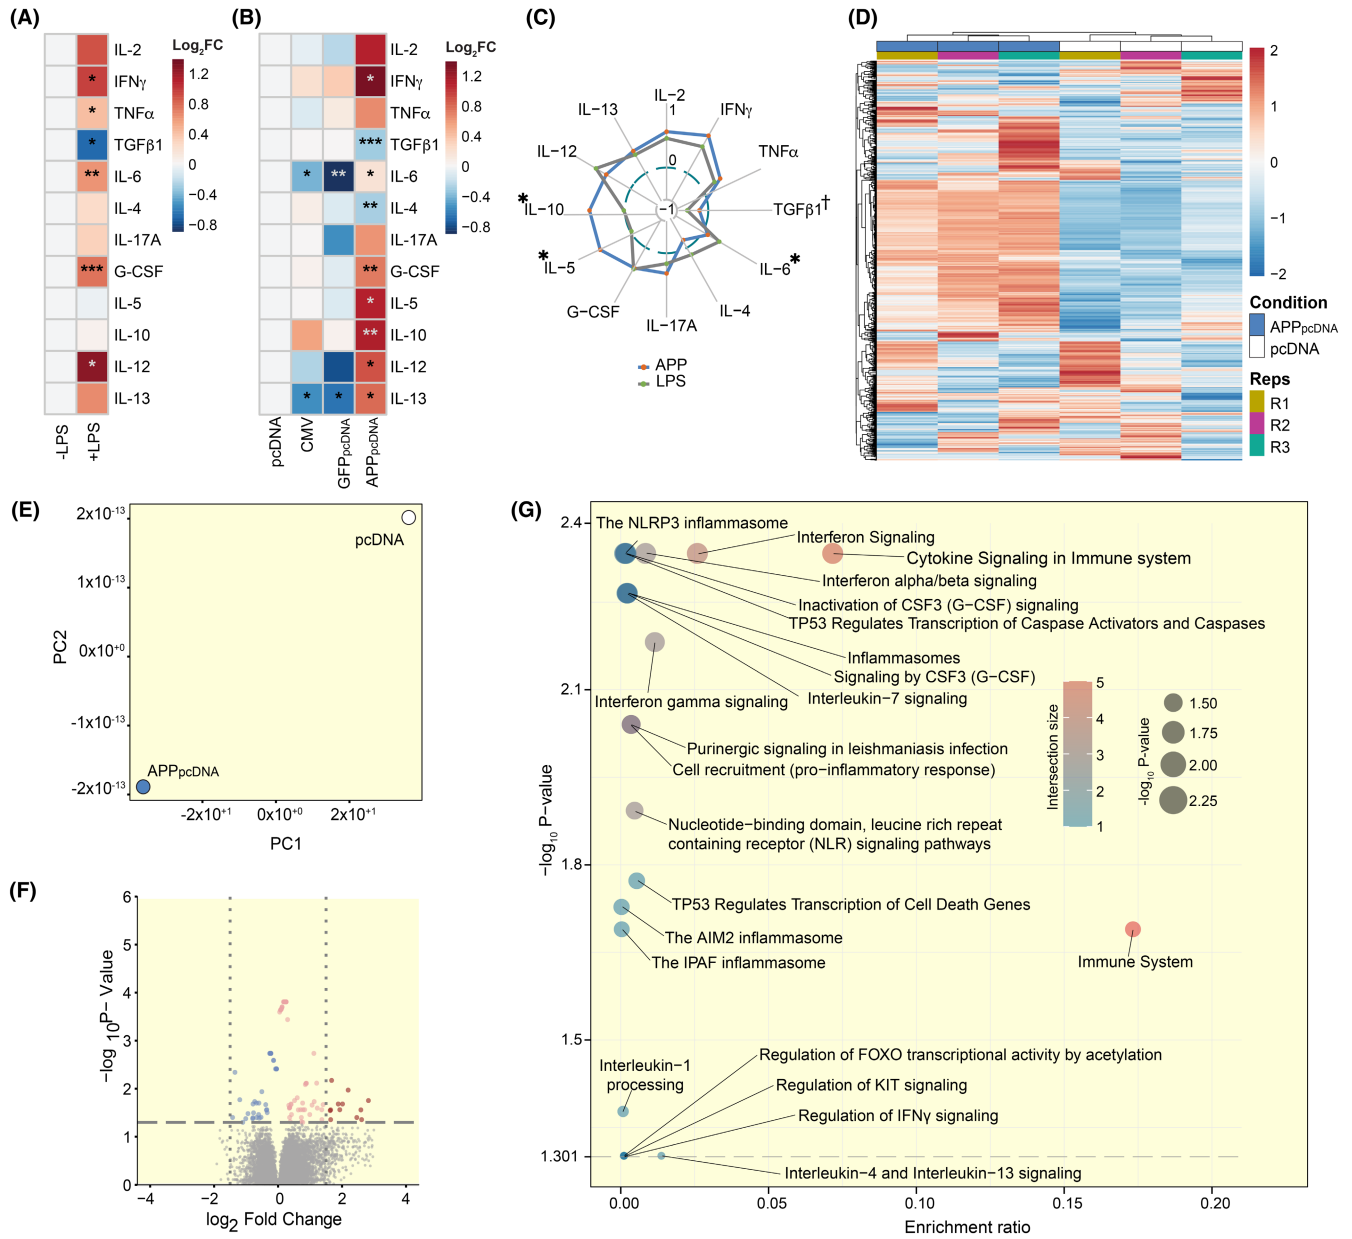 (A)
Log2FC
IL-2
IFNγ
TNFα
TGFβ1
IL-6
IL-4
IL-17A
G-CSF
IL-5
IL-10
IL-12
IL-13
*
*
*
**
***
*
1.2
0.8
0.4
0
−0.4
−0.8
-LPS
+LPS
(B)
Log2FC
IL-2
IFNγ
TNFα
TGFβ1
IL-6
IL-4
IL-17A
G-CSF
IL-5
IL-10
IL-12
IL-13
*
***
* ** *
**
**
*
**
*
* * *
1.2
0.8
0.4
0
−0.4
−0.8
pcDNA
CMV
GFPpcDNA
APPpcDNA
(C)
IL−2
1
IFNγ
IL−13
TNFα
IL−12
0
−1
*IL−10
TGFβ1†
*IL−5
IL−6*
G−CSF
IL−4
IL−17A
APP
LPS
(D)
2
1
0
−1
−2
Condition
APPpcDNA
pcDNA
Reps
R1
R2
R3
(E)
2x10-13
1x10-13
0x10+0
-1x10-13
-2x10-13
PC2
pcDNA
APPpcDNA
-2x10+1
0x10+0
2x10+1
PC1
(F)
6
5
4
3
2
1
0
−log 10P− Value
−4
−2
0
2
4
log2 Fold Change
(G)
2.4
2.1
1.8
1.5
1.301
−log10 P−value
The NLRP3 inflammasome
Interferon Signaling
Cytokine Signaling in Immune system
Interferon alpha/beta signaling
Inactivation of CSF3 (G−CSF) signaling
TP53 Regulates Transcription of Caspase Activators and Caspases
Inflammasomes
Signaling by CSF3 (G−CSF)
Interferon gamma signaling
Interleukin−7 signaling
Purinergic signaling in leishmaniasis infection
Cell recruitment (pro−inflammatory response)
Nucleotide−binding domain, leucine rich repeat
containing receptor (NLR) signaling pathways
TP53 Regulates Transcription of Cell Death Genes
The AIM2 inflammasome
The IPAF inflammasome
Immune System
Intersection size
5
4
3
2
1
-log10 P-value
1.50
1.75
2.00
2.25
Regulation of FOXO transcriptional activity by acetylation
Interleukin−1
processing
Regulation of KIT signaling
Regulation of IFNγ signaling
Interleukin−4 and Interleukin−13 signaling
0.00
0.05
0.10
0.15
0.20
Enrichment ratio